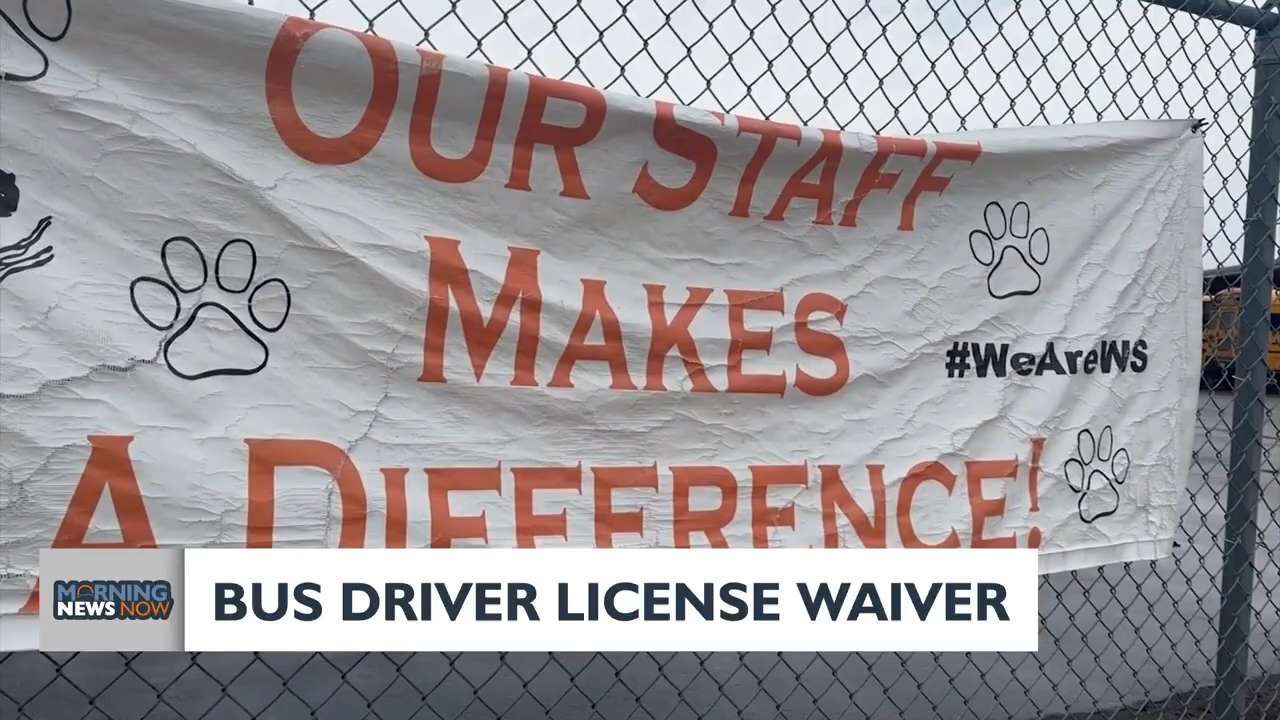 OUR STAFF
MAKES
#WeAreWS
A DIFFERENCE!
MORNING
NEWS NOW
BUS DRIVER LICENSE WAIVER